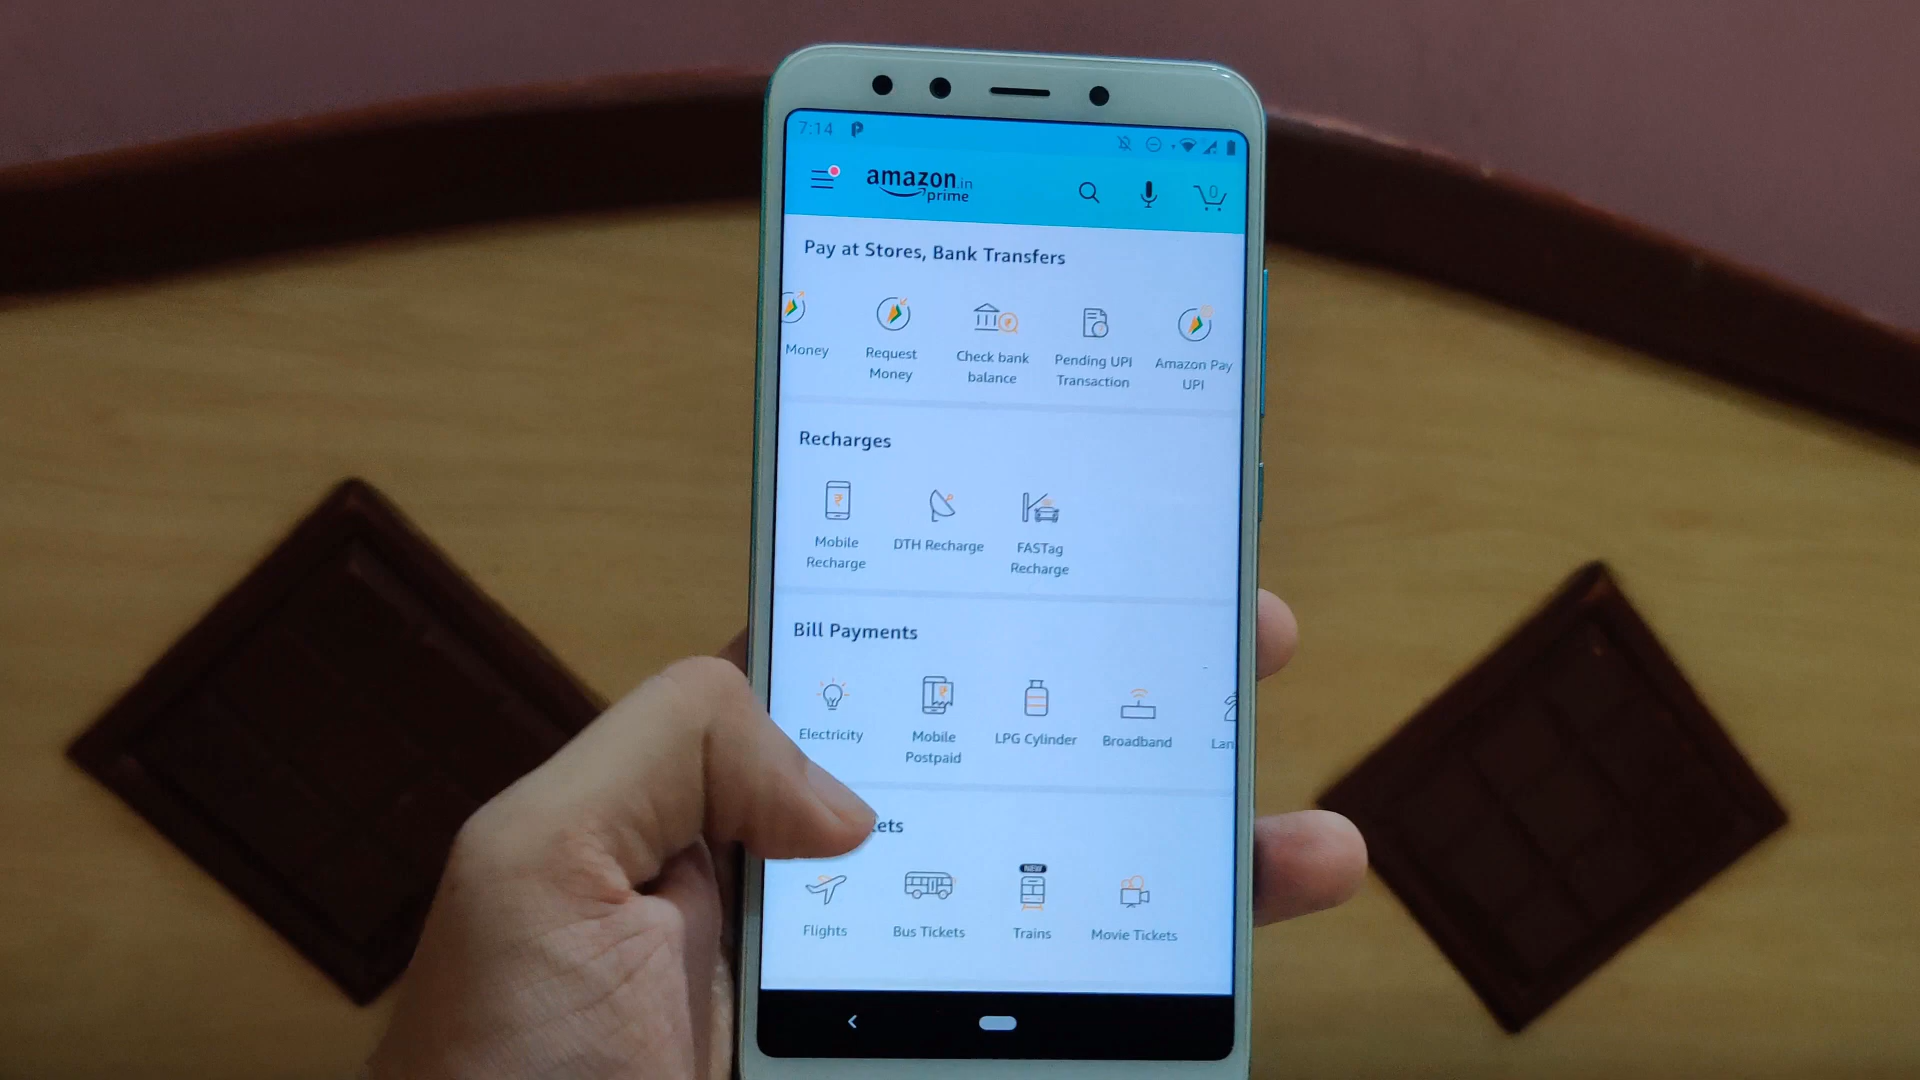 7:14
amazon.in
prime
0
Pay at Stores, Bank Transfers
Money
Request
Money
Check bank
balance
Pending UPI
Transaction
Amazon Pay
UPI
Recharges
Mobile
Recharge
DTH Recharge
FASTag
Recharge
Bill Payments
Electricity
Mobile
Postpaid
LPG Cylinder
Broadband
Lan
ets
NEW
Flights
Bus Tickets
Trains
Movie Tickets